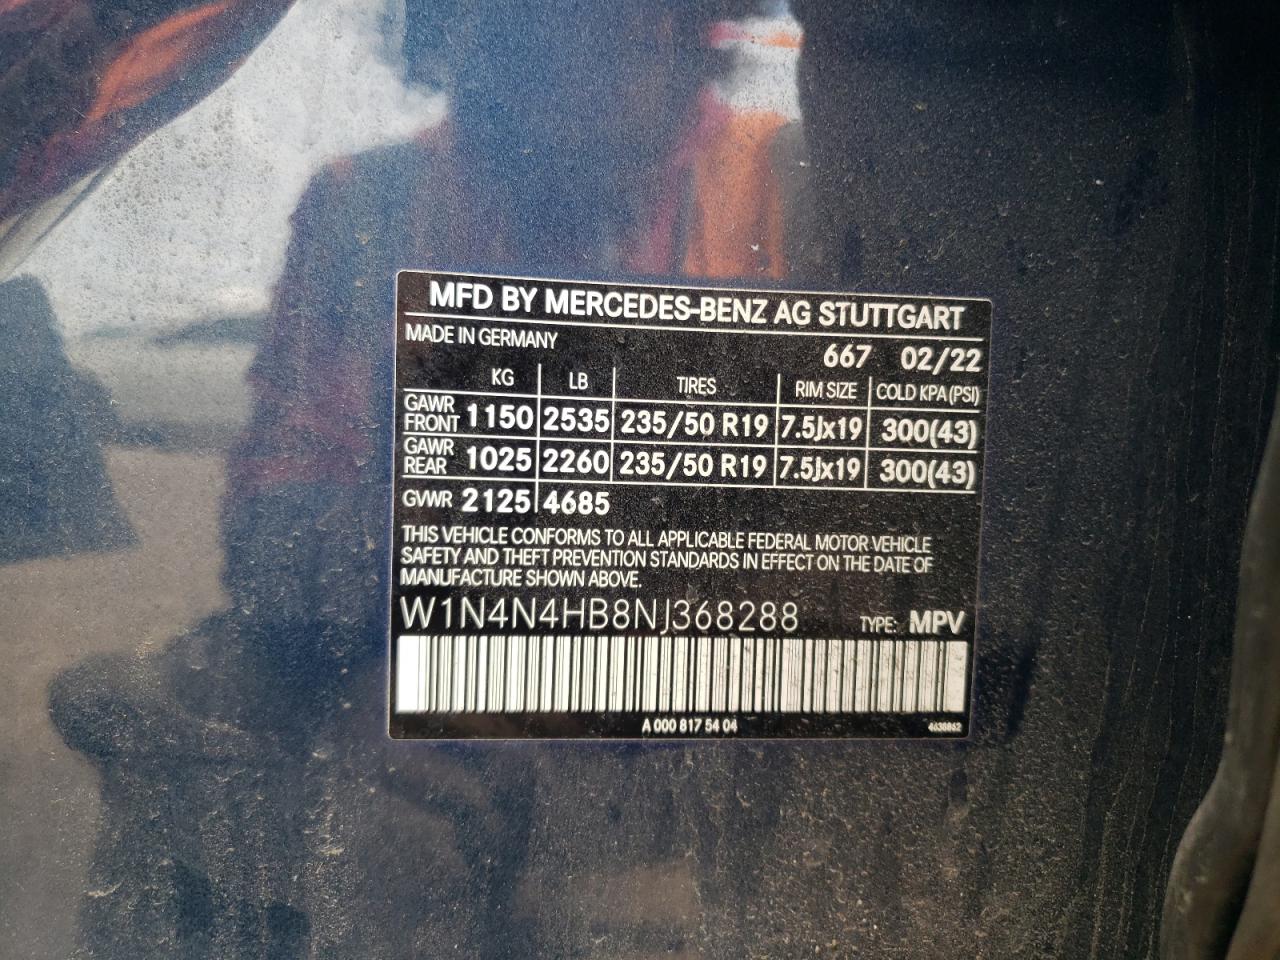 MFD BY MERCEDES-BENZ AG STUTTGART
MADE IN GERMANY
667 02/22
KG LB TIRES RIM SIZE COLD KPA (PSI)
GAWR FRONT 1150 2535 235/50 R19 7.5Jx19 300(43)
GAWR REAR 1025 2260 235/50 R19 7.5Jx19 300(43)
GVWR 2125 4685
THIS VEHICLE CONFORMS TO ALL APPLICABLE FEDERAL MOTOR VEHICLE
SAFETY AND THEFT PREVENTION STANDARDS IN EFFECT ON THE DATE OF
MANUFACTURE SHOWN ABOVE.
W1N4N4HB8NJ368288 TYPE: MPV
A 000 817 54 04